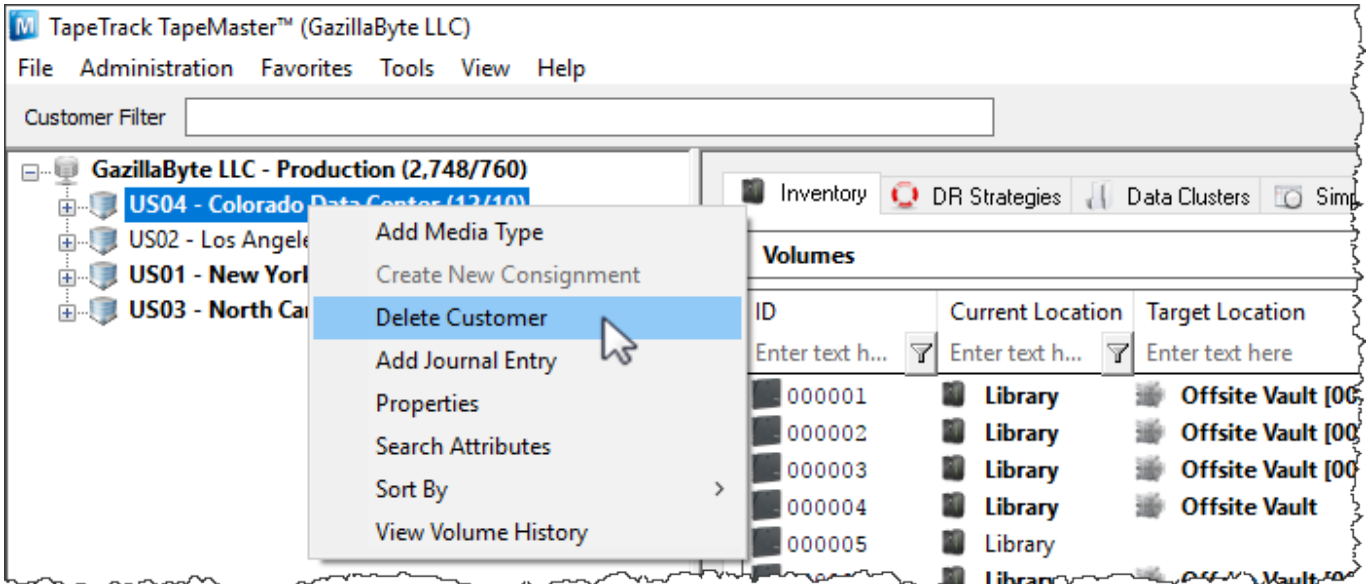 TapeTrack TapeMaster™ (GazillaByte LLC)
File Administration Favorites Tools View Help
Customer Filter
GazillaByte LLC - Production (2,748/760)
US04 - Colorado Data Center (12/10)
US02 - Los Angele
US01 - New York
US03 - North Ca
Add Media Type
Create New Consignment
Delete Customer
Add Journal Entry
Properties
Search Attributes
Sort By
View Volume History
Inventory DR Strategies Data Clusters Simp
Volumes
ID Current Location Target Location
Enter text h... Enter text h... Enter text here
000001 Library Offsite Vault [00
000002 Library Offsite Vault [00
000003 Library Offsite Vault [00
000004 Library Offsite Vault
000005 Library
Library